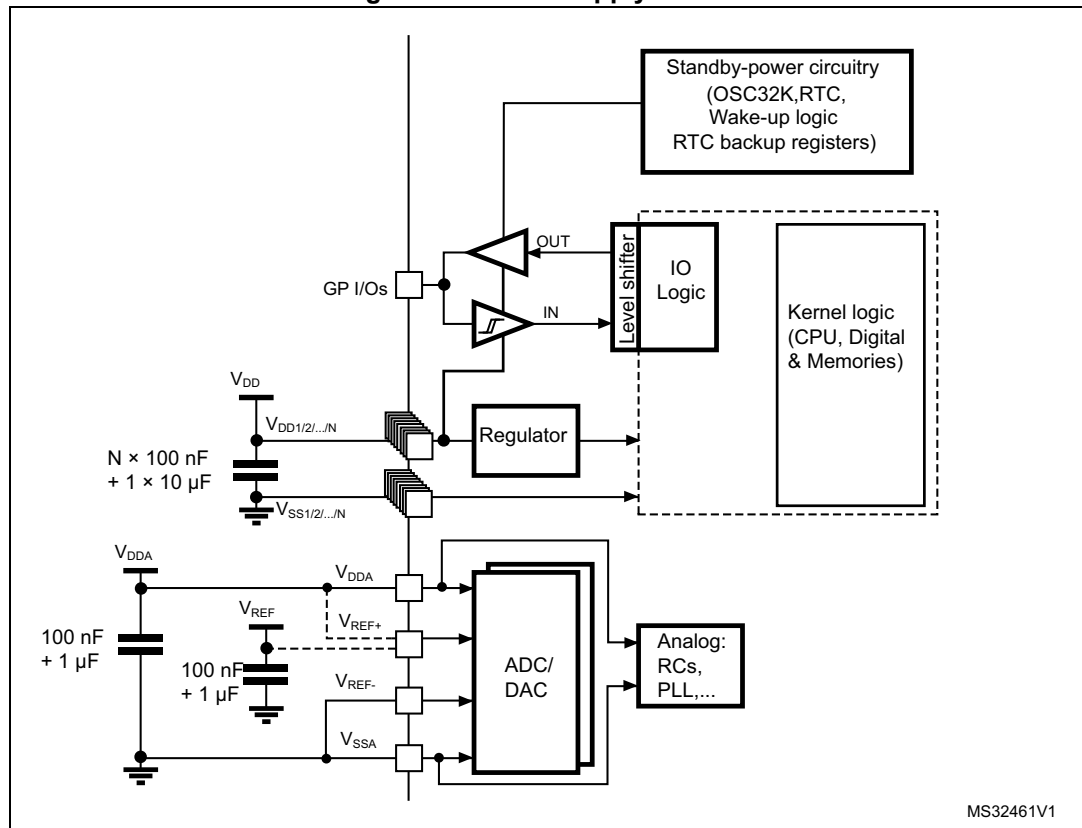 Standby-power circuitry
(OSC32K,RTC,
Wake-up logic
RTC backup registers)
OUT
IN
GP I/Os
Level shifter
IO
Logic
Kernel logic
(CPU, Digital
& Memories)
VDD
VDD1/2/.../N
Regulator
N × 100 nF
+ 1 × 10 µF
VSS1/2/.../N
VDDA
VDDA
VREF
VREF+
100 nF
+ 1 µF
100 nF
+ 1 µF
VREF-
VSSA
ADC/
DAC
Analog:
RCs,
PLL,...
MS32461V1